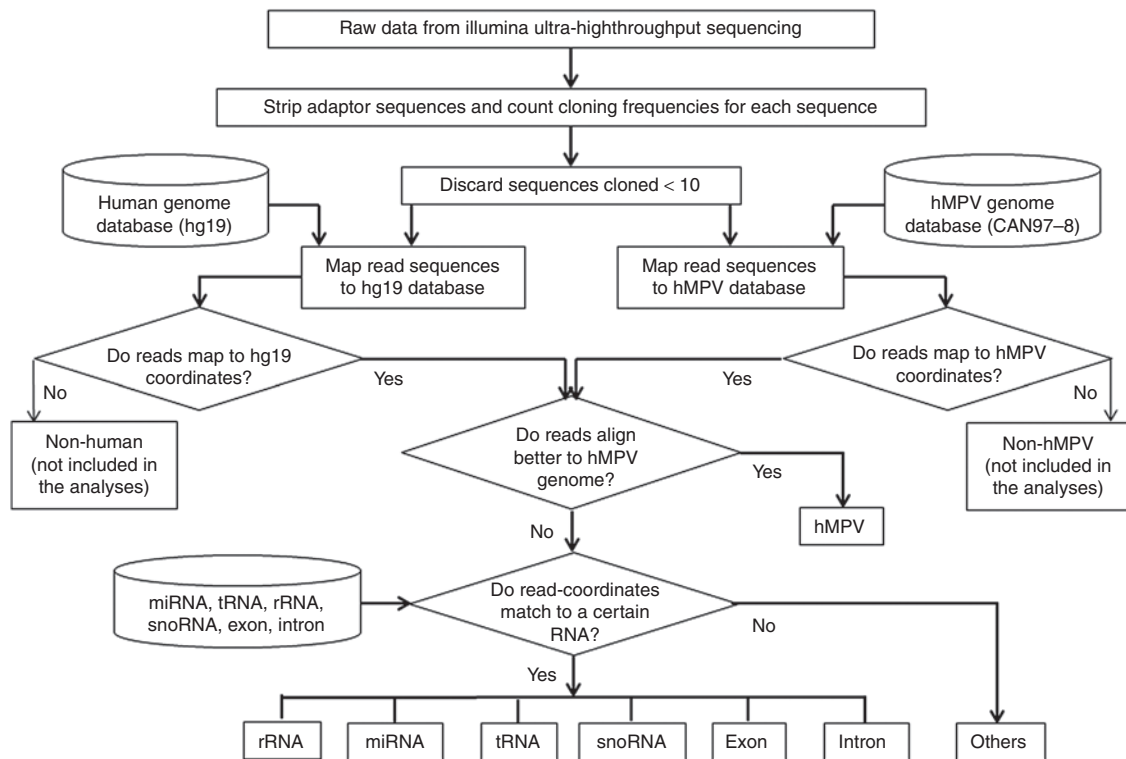 Raw data from illumina ultra-highthroughput sequencing
Strip adaptor sequences and count cloning frequencies for each sequence
Discard sequences cloned < 10
Human genome
database (hg19)
hMPV genome
database (CAN97–8)
Map read sequences
to hg19 database
Map read sequences
to hMPV database
Do reads map to hg19
coordinates?
Do reads map to hMPV
coordinates?
Yes
Yes
No
No
Non-human
(not included in
the analyses)
Do reads align
better to hMPV
genome?
Non-hMPV
(not included in
the analyses)
Yes
hMPV
No
miRNA, tRNA, rRNA,
snoRNA, exon, intron
Do read-coordinates
match to a certain
RNA?
No
Yes
rRNA
miRNA
tRNA
snoRNA
Exon
Intron
Others